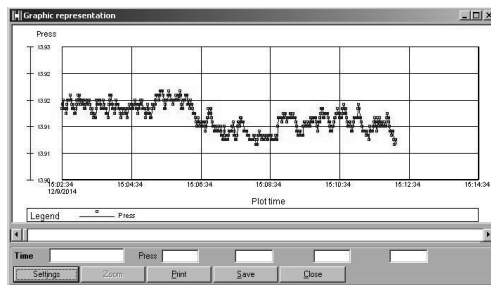 Graphic representation
Press
13.93
13.92
13.92
13.91
13.91
13.90
15:02:34 15:04:34 15:06:34 15:08:34 15:10:34 15:12:34 15:14:34
12/9/2014
Plot time
Legend Press
Time Press
Settings Zoom Print Save Close